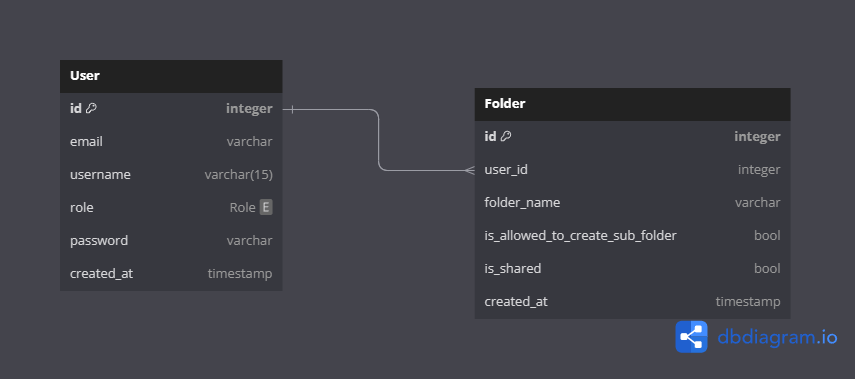 User
id integer
email varchar
username varchar(15)
role Role E
password varchar
created_at timestamp
Folder
id integer
user_id integer
folder_name varchar
is_allowed_to_create_sub_folder bool
is_shared bool
created_at timestamp
dbdiagram.io